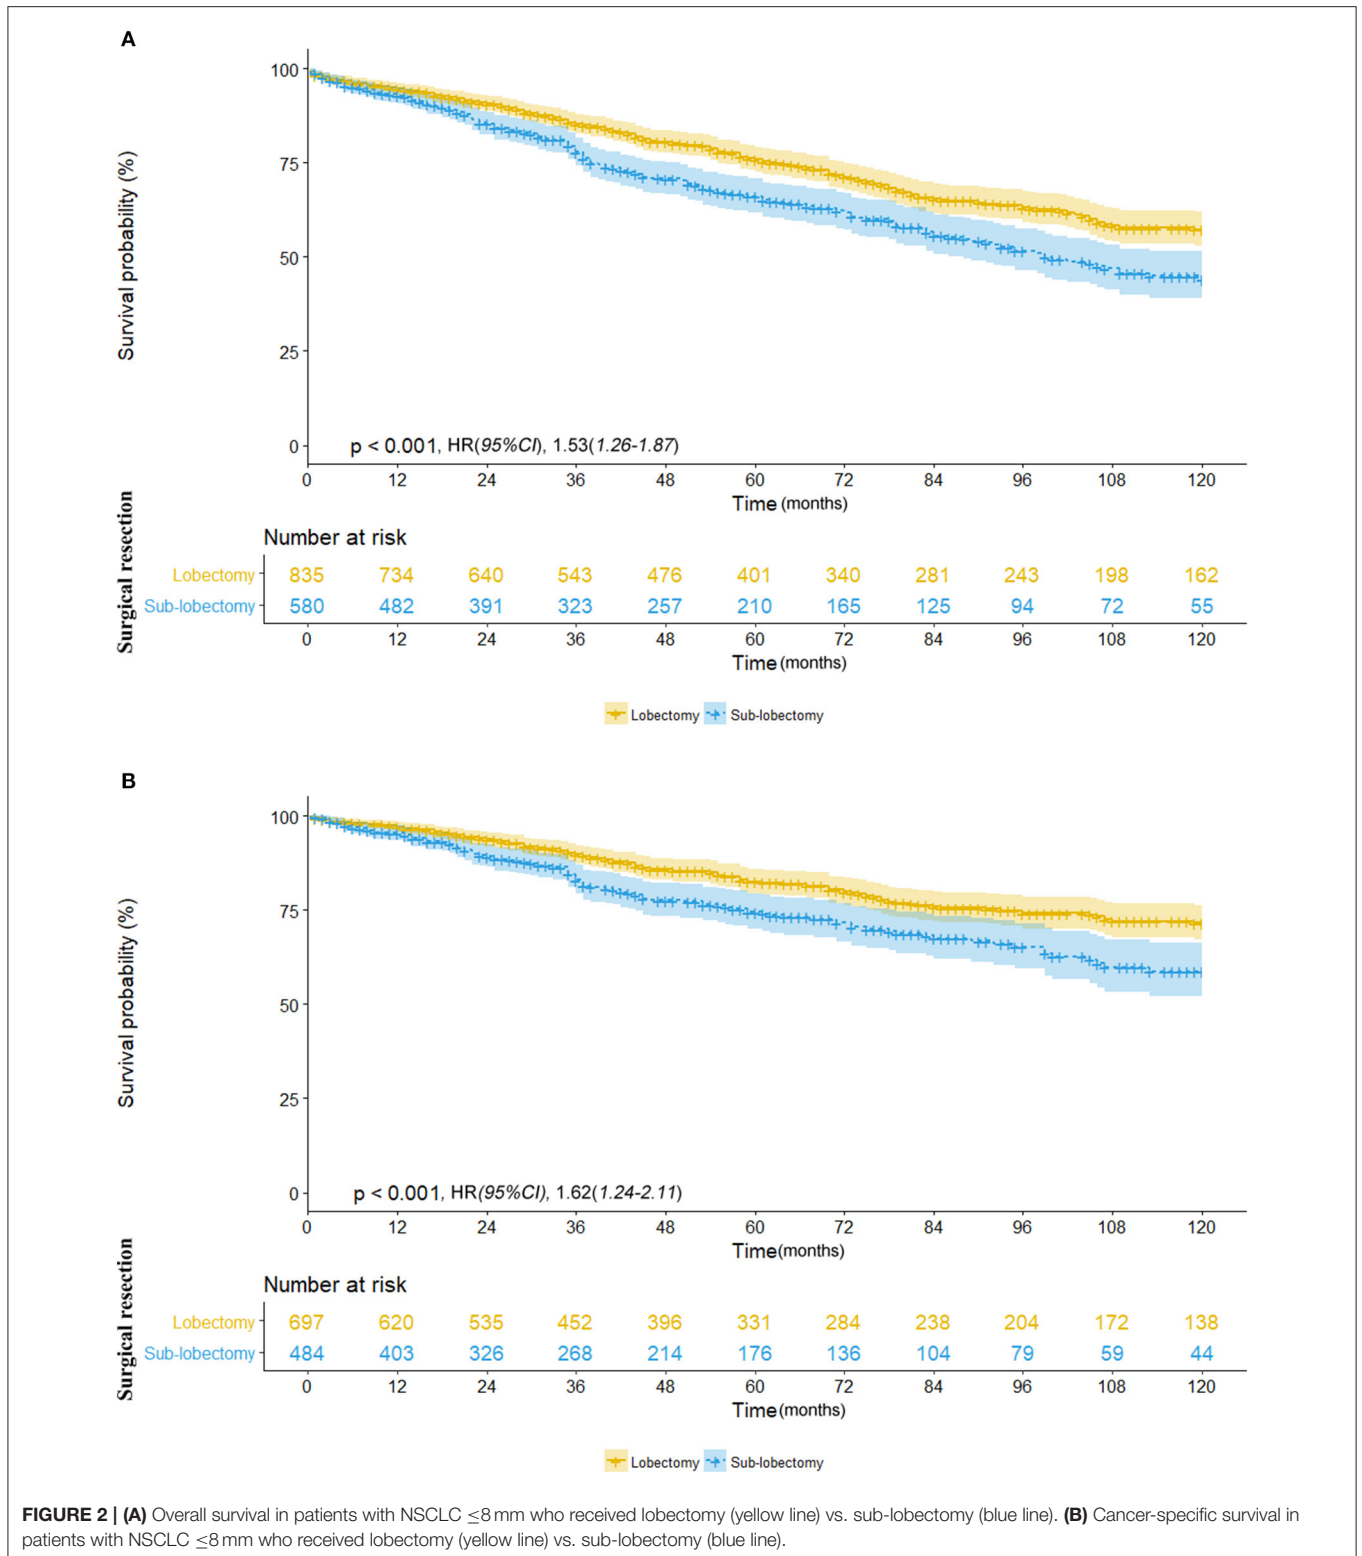 A
Survival probability (%)
100
75
50
25
0
p < 0.001, HR(95%CI), 1.53(1.26-1.87)
0 12 24 36 48 60 72 84 96 108 120
Time (months)
Surgical resection
Number at risk
Lobectomy 835 734 640 543 476 401 340 281 243 198 162
Sub-lobectomy 580 482 391 323 257 210 165 125 94 72 55
0 12 24 36 48 60 72 84 96 108 120
Time (months)
Lobectomy Sub-lobectomy
B
Survival probability (%)
100
75
50
25
0
p < 0.001, HR(95%CI), 1.62(1.24-2.11)
0 12 24 36 48 60 72 84 96 108 120
Time(months)
Surgical resection
Number at risk
Lobectomy 697 620 535 452 396 331 284 238 204 172 138
Sub-lobectomy 484 403 326 268 214 176 136 104 79 59 44
0 12 24 36 48 60 72 84 96 108 120
Time (months)
Lobectomy Sub-lobectomy
FIGURE 2 | (A) Overall survival in patients with NSCLC ≤8 mm who received lobectomy (yellow line) vs. sub-lobectomy (blue line). (B) Cancer-specific survival in
patients with NSCLC ≤8 mm who received lobectomy (yellow line) vs. sub-lobectomy (blue line).